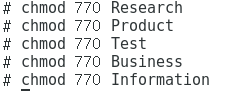 # chmod 770 Research
# chmod 770 Product
# chmod 770 Test
# chmod 770 Business
# chmod 770 Information